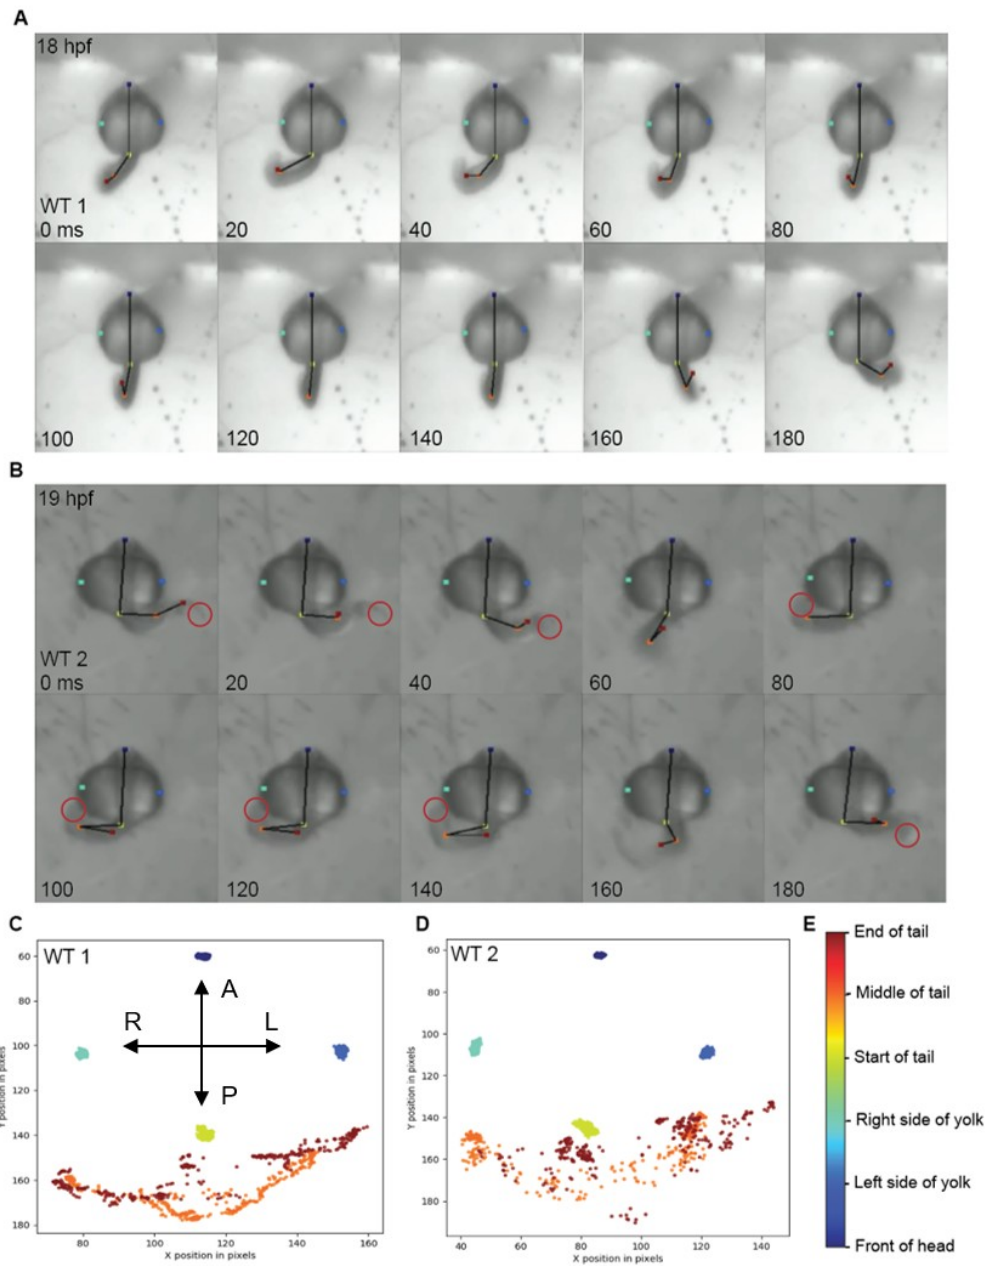 A
18 hpf
WT 1
0 ms
20
40
60
80
100
120
140
160
180
B
19 hpf
WT 2
0 ms
20
40
60
80
100
120
140
160
180
C
WT 1
A
R
L
P
60
80
100
120
140
160
180
80
100
120
140
160
Y position in pixels
X position in pixels
D
WT 2
60
80
100
120
140
160
180
40
60
80
100
120
140
Y position in pixels
X position in pixels
E
End of tail
Middle of tail
Start of tail
Right side of yolk
Left side of yolk
Front of head